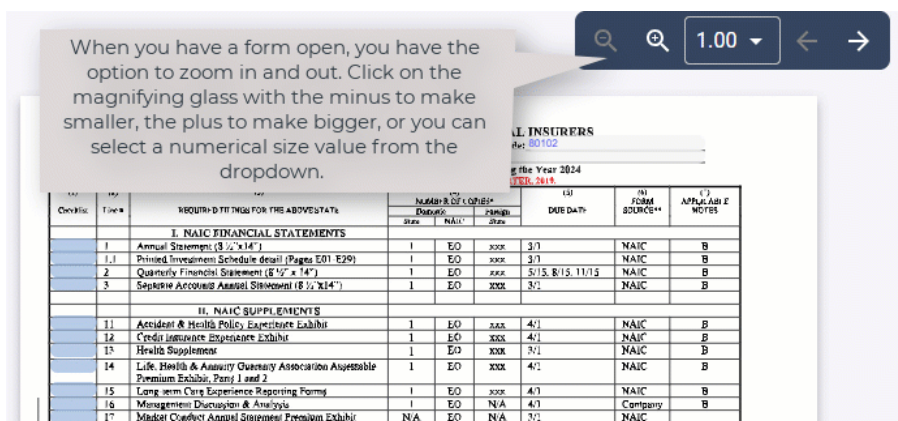 1.00
When you have a form open, you have the
option to zoom in and out. Click on the
magnifying glass with the minus to make
smaller, the plus to make bigger, or you can
select a numerical size value from the
dropdown.
INSURERS
80102
the Year 2024
Checklist Line # REQUIRED FILINGS FOR THE ABOVE STATE NUMBER OF COPIES* DUE DATE FORM SOURCE** APPLICABLE NOTES
Domestic Foreign
State NAIC State
I. NAIC FINANCIAL STATEMENTS
1 Annual Statement (8 ½"x14") 1 EO xxx 3/1 NAIC B
1.1 Printed Investment Schedule detail (Pages E01-E29) 1 EO xxx 3/1 NAIC B
2 Quarterly Financial Statement (8 ½" x 14") 1 EO xxx 5/15, 8/15, 11/15 NAIC B
3 Separate Accounts Annual Statement (8 ½"x14") 1 EO xxx 3/1 NAIC B
II. NAIC SUPPLEMENTS
11 Accident & Health Policy Experience Exhibit 1 EO xxx 4/1 NAIC B
12 Credit Insurance Experience Exhibit 1 EO xxx 4/1 NAIC B
13 Health Supplement 1 EO xxx 3/1 NAIC B
14 Life, Health & Annuity Guaranty Association Assessable 1 EO xxx 4/1 NAIC B
Premium Exhibit, Parts 1 and 2
15 Long-term Care Experience Reporting Forms 1 EO xxx 4/1 NAIC B
16 Management Discussion & Analysis 1 EO N/A 4/1 Company B
17 Market Conduct Annual Statement Premium Exhibit N/A EO N/A 3/1 NAIC